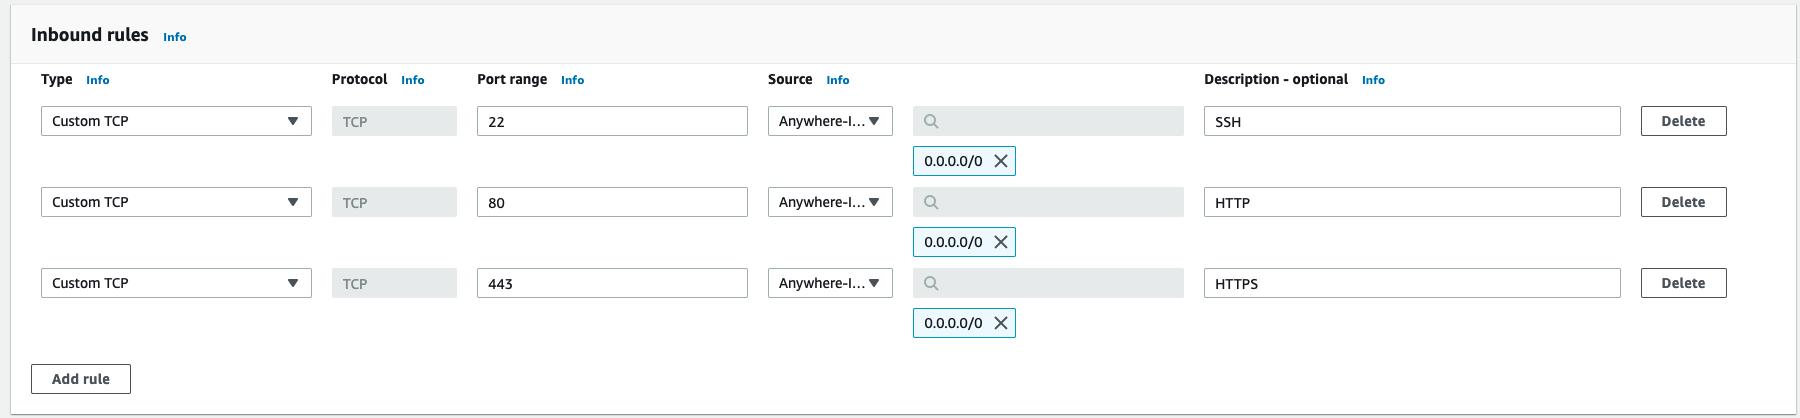 Inbound rules Info
Type Info Protocol Info Port range Info Source Info Description - optional Info
Custom TCP TCP 22 Anywhere-I... SSH Delete
0.0.0.0/0
Custom TCP TCP 80 Anywhere-I... HTTP Delete
0.0.0.0/0
Custom TCP TCP 443 Anywhere-I... HTTPS Delete
0.0.0.0/0
Add rule